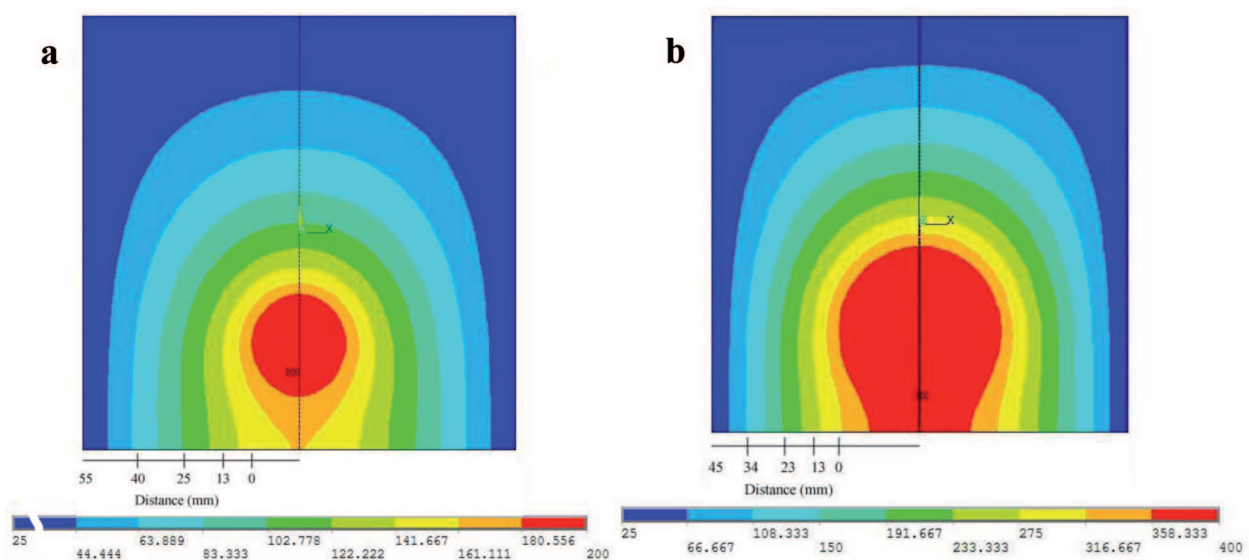 a
b
X
X
MX
55 40 25 13 0
Distance (mm)
45 34 23 13 0
Distance (mm)
25 63.889 102.778 141.667 180.556
44.444 83.333 122.222 161.111 200
25 108.333 191.667 275 358.333
66.667 150 233.333 316.667 400